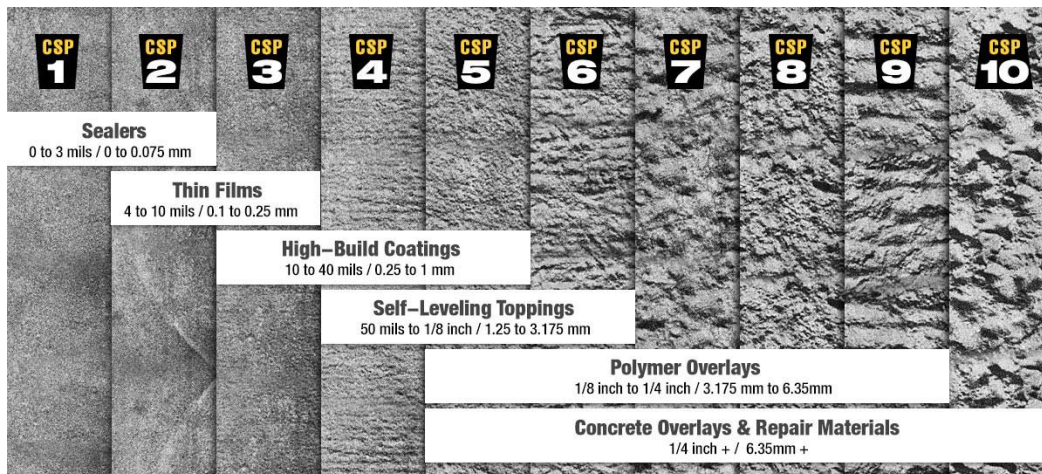 CSP 1
CSP 2
CSP 3
CSP 4
CSP 5
CSP 6
CSP 7
CSP 8
CSP 9
CSP 10
Sealers
0 to 3 mils / 0 to 0.075 mm
Thin Films
4 to 10 mils / 0.1 to 0.25 mm
High–Build Coatings
10 to 40 mils / 0.25 to 1 mm
Self–Leveling Toppings
50 mils to 1/8 inch / 1.25 to 3.175 mm
Polymer Overlays
1/8 inch to 1/4 inch / 3.175 mm to 6.35mm
Concrete Overlays & Repair Materials
1/4 inch + / 6.35mm +